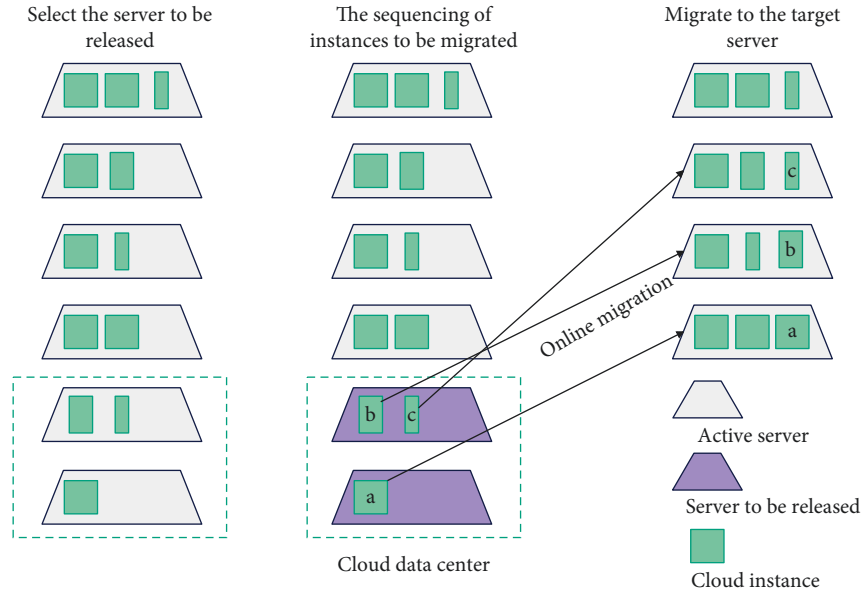 Select the server to be
released
The sequencing of
instances to be migrated
Migrate to the target
server
c
b
a
Online migration
b
c
a
Active server
Server to be released
Cloud instance
Cloud data center